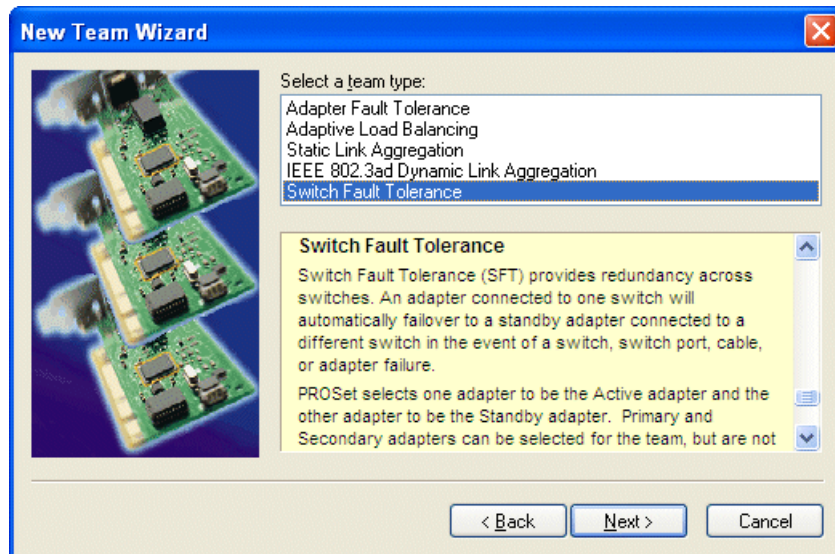 New Team Wizard
Select a team type:
Adapter Fault Tolerance
Adaptive Load Balancing
Static Link Aggregation
IEEE 802.3ad Dynamic Link Aggregation
Switch Fault Tolerance
Switch Fault Tolerance
Switch Fault Tolerance (SFT) provides redundancy across
switches. An adapter connected to one switch will
automatically failover to a standby adapter connected to a
different switch in the event of a switch, switch port, cable,
or adapter failure.
PROSet selects one adapter to be the Active adapter and the
other adapter to be the Standby adapter. Primary and
Secondary adapters can be selected for the team, but are not
< Back
Next >
Cancel